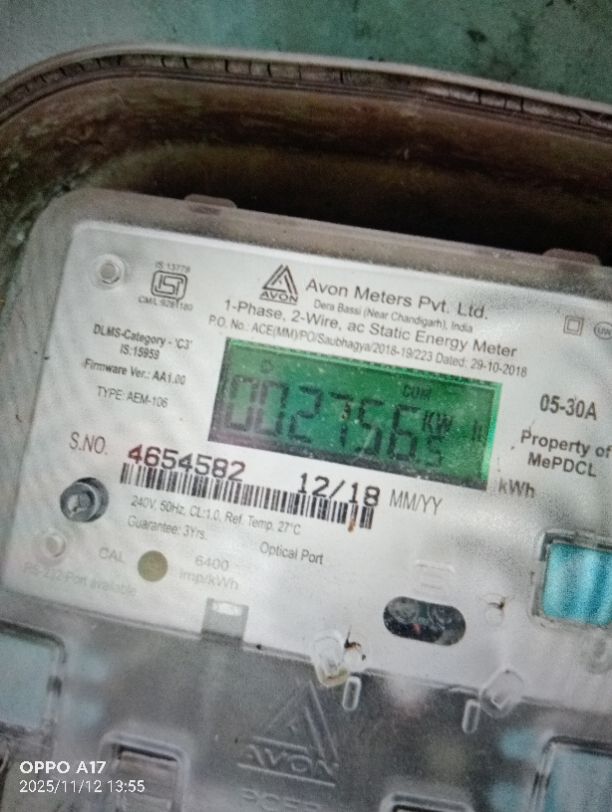 IS 13779
CM/L 9281180
AVON
Avon Meters Pvt. Ltd.
Dera Bassi (Near Chandigarh), India
1-Phase, 2-Wire, ac Static Energy Meter
P.O. No.: ACE(MM)/PO/Saubhagya/2018-19/223 Dated: 29-10-2018
DLMS-Category - 'C3'
IS:15959
Firmware Ver.: AA1.00
TYPE: AEM-106
COM
002756.5 KW H
kWh
05-30A
Property of
MePDCL
S.NO.
4654582
12/18 MM/YY
240V, 50Hz, CL:1.0, Ref. Temp. 27°C
Guarantee: 3Yrs.
Optical Port
CAL
6400
imp/kWh
RS-232 Port available
AVON
OPPO A17
2025/11/12 13:55